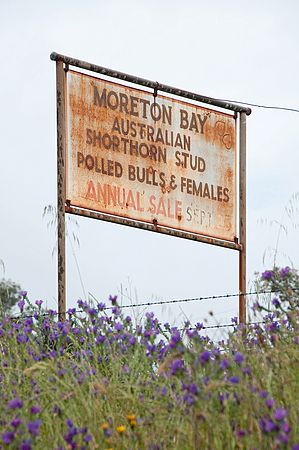 MORETON BAY
AUSTRALIAN
SHORTHORN STUD
POLLED BULLS & FEMALES
ANNUAL SALE SEPT